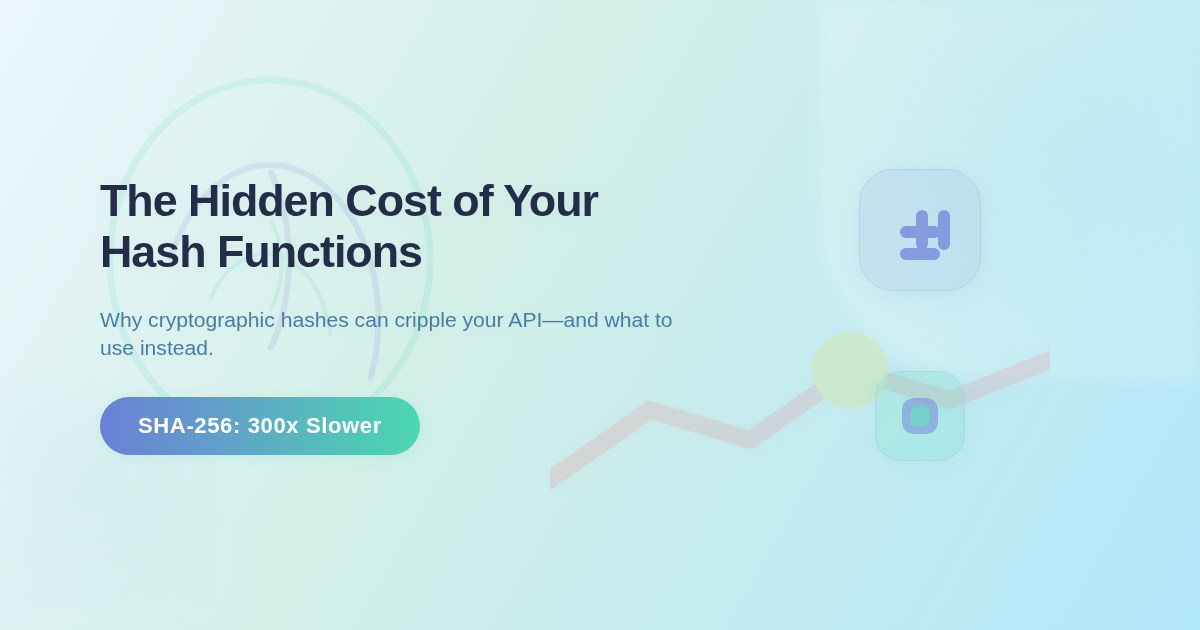 The Hidden Cost of Your
Hash Functions
Why cryptographic hashes can cripple your API—and what to
use instead.
SHA-256: 300x Slower